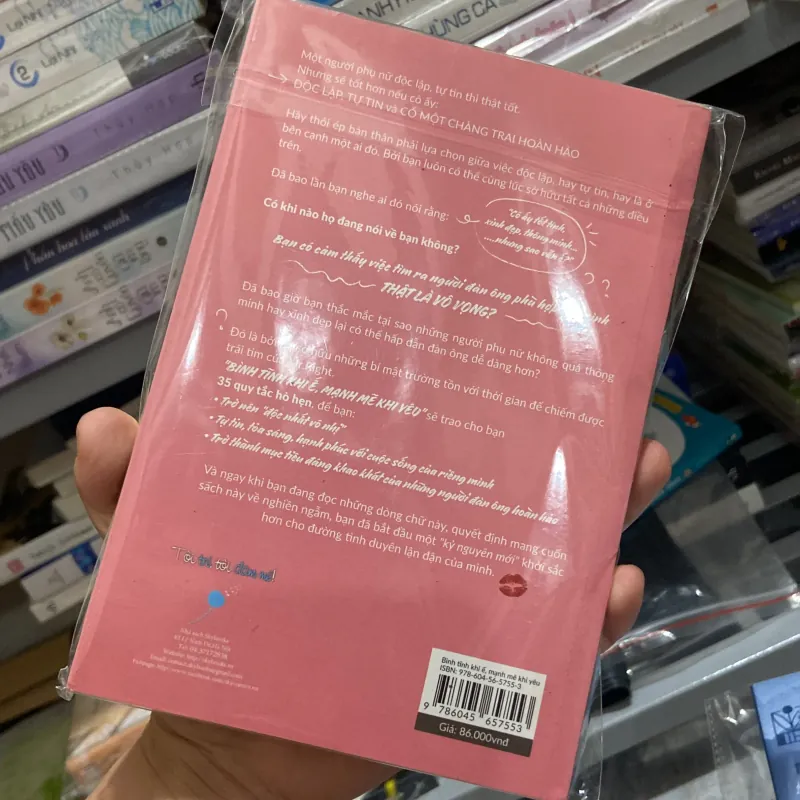 Một người phụ nữ độc lập, tự tin thì thật tốt.
Nhưng sẽ tốt hơn nếu cô ấy:
ĐỘC LẬP, TỰ TIN và CÓ MỘT CHÀNG TRAI HOÀN HẢO
Hãy thôi ép bản thân phải lựa chọn giữa việc độc lập, hay tự tin, hay là ở
bên cạnh một ai đó. Bởi bạn luôn có thể cùng lúc sở hữu tất cả những điều
trên.
Đã bao lần bạn nghe ai đó nói rằng:
"Cô ấy tốt tính,
xinh đẹp, thông minh...
....nhưng sao vẫn ế?"
Có khi nào họ đang nói về bạn không?
Bạn có cảm thấy việc tìm ra người đàn ông phù hợp mình
THẬT LÀ VÔ VỌNG?
Đã bao giờ bạn thắc mắc tại sao những người phụ nữ không quá thông
minh hay xinh đẹp lại có thể hấp dẫn đàn ông dễ dàng hơn?
Đó là bởi những bí mật trường tồn với thời gian để chiếm được
trái tim của ight.
"BÌNH TĨNH KHI Ế, MẠNH MẼ KHI YÊU" sẽ trao cho bạn
35 quy tắc hò hẹn, để bạn:
• Trở nên "độc nhất vô nhị"
• Tự tin, tỏa sáng, hạnh phúc với cuộc sống của riêng mình
• Trở thành mục tiêu đáng khao khát của những người đàn ông hoàn hảo
Và ngay khi bạn đang đọc những dòng chữ này, quyết định mang cuốn
sách này về nghiền ngẫm, bạn đã bắt đầu một "kỷ nguyên mới" khởi sắc
hơn cho đường tình duyên lận đận của mình.
Bình tĩnh khi ế, mạnh mẽ khi yêu
ISBN: 978-604-56-5755-3
9 786045 657553
Giá: 86.000vnđ